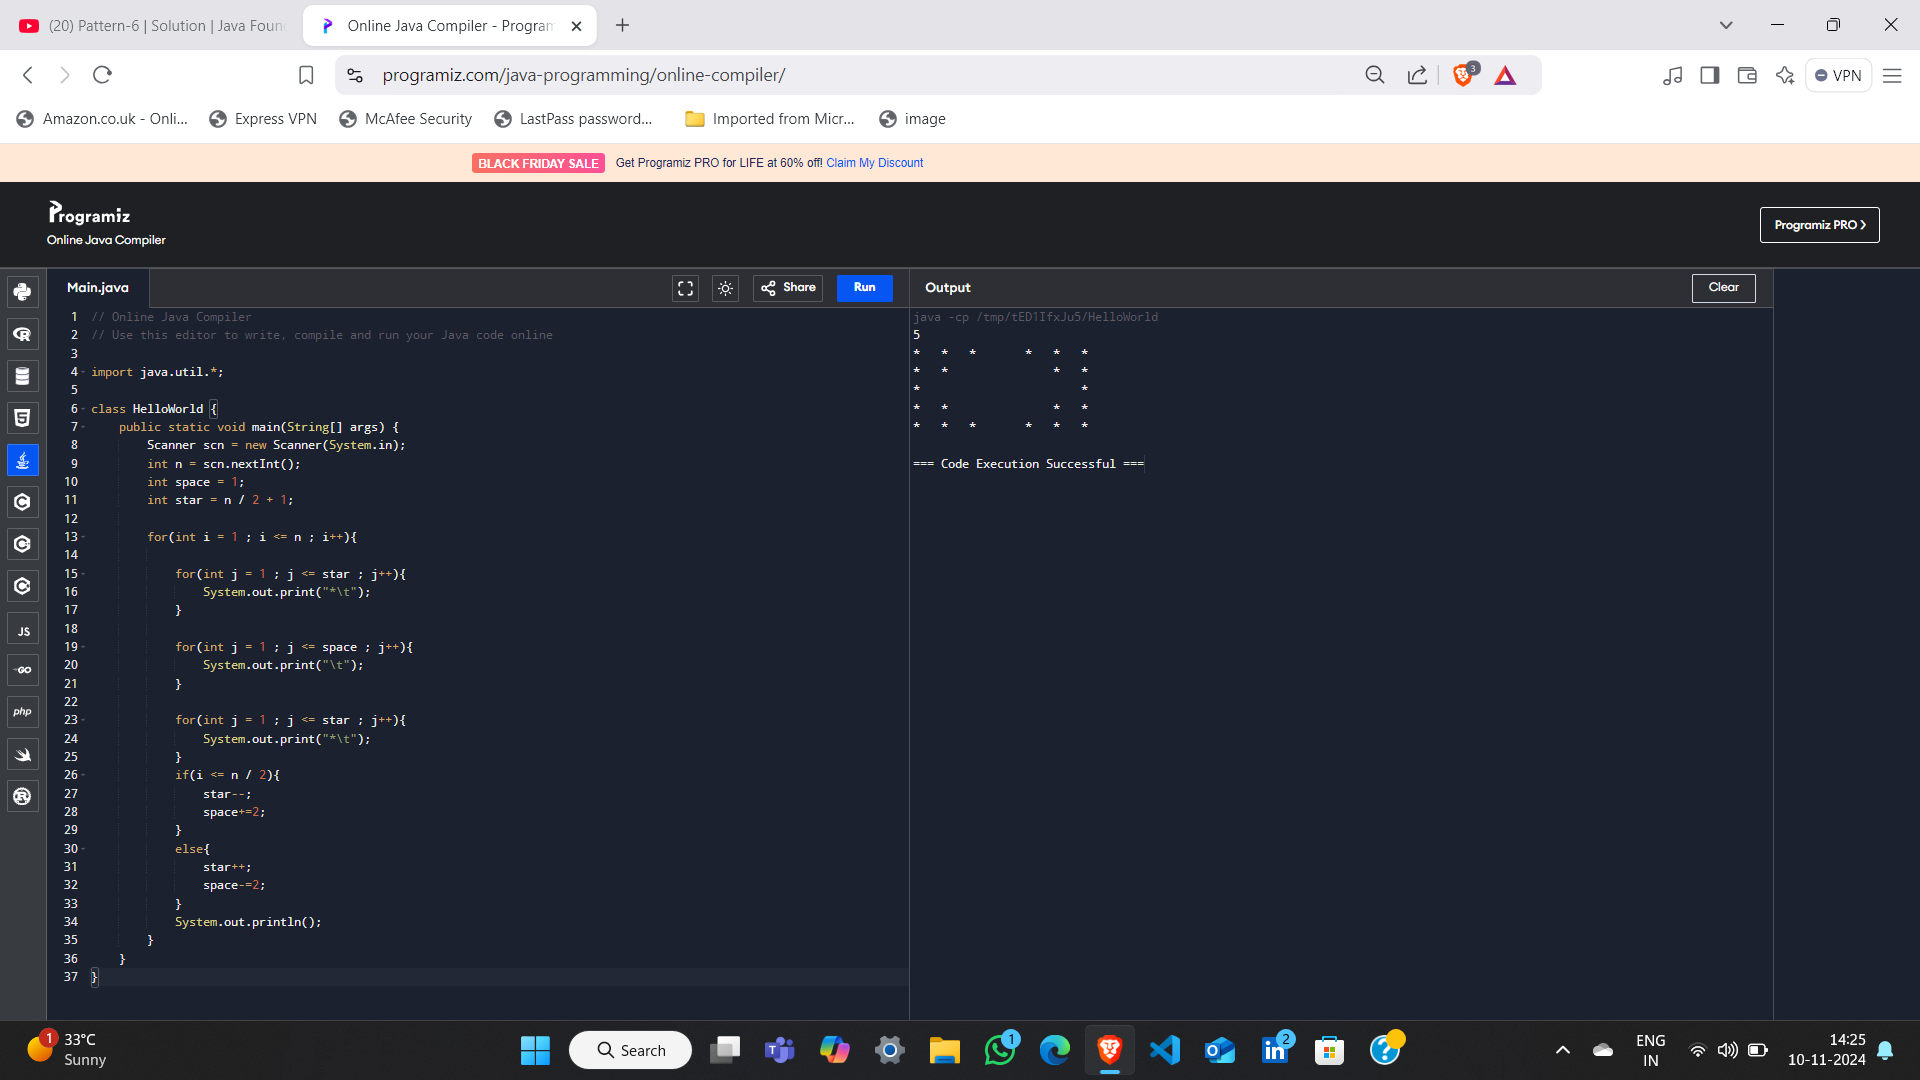 (20) Pattern-6 | Solution | Java Foun
Online Java Compiler - Program
programiz.com/java-programming/online-compiler/
3
VPN
Amazon.co.uk - Onli...
Express VPN
McAfee Security
LastPass password...
Imported from Micr...
image
BLACK FRIDAY SALE Get Programiz PRO for LIFE at 60% off! Claim My Discount
Programiz
Online Java Compiler
Programiz PRO >
Main.java
Share
Run
Output
Clear
1 // Online Java Compiler
2 // Use this editor to write, compile and run your Java code online
3
4 import java.util.*;
5
6 class HelloWorld {
7     public static void main(String[] args) {
8         Scanner scn = new Scanner(System.in);
9         int n = scn.nextInt();
10         int space = 1;
11         int star = n / 2 + 1;
12
13         for(int i = 1 ; i <= n ; i++){
14
15             for(int j = 1 ; j <= star ; j++){
16                 System.out.print("*\t");
17             }
18
19             for(int j = 1 ; j <= space ; j++){
20                 System.out.print("\t");
21             }
22
23             for(int j = 1 ; j <= star ; j++){
24                 System.out.print("*\t");
25             }
26             if(i <= n / 2){
27                 star--;
28                 space+=2;
29             }
30             else{
31                 star++;
32                 space-=2;
33             }
34             System.out.println();
35         }
36     }
37 }
java -cp /tmp/tED1IfxJu5/HelloWorld
5
*   *   *       *   *   *
*   *               *   *
*                       *
*   *               *   *
*   *   *       *   *   *
=== Code Execution Successful ===
JS
GO
php
1
33°C
Sunny
Search
1
2
ENG
IN
14:25
10-11-2024